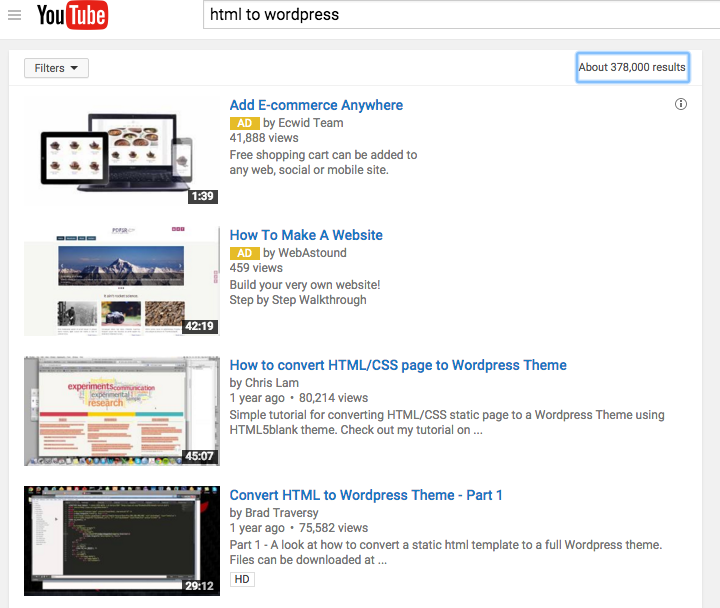 YouTube
html to wordpress
Filters
About 378,000 results
Add E-commerce Anywhere
AD by Ecwid Team
41,888 views
Free shopping cart can be added to
any web, social or mobile site.
1:39
How To Make A Website
AD by WebAstound
459 views
Build your very own website!
Step by Step Walkthrough
42:19
How to convert HTML/CSS page to Wordpress Theme
by Chris Lam
1 year ago • 80,214 views
Simple tutorial for converting HTML/CSS static page to a Wordpress Theme using
HTML5blank theme. Check out my tutorial on ...
experiments communication
experimental
research
45:07
Convert HTML to Wordpress Theme - Part 1
by Brad Traversy
1 year ago • 75,582 views
Part 1 - A look at how to convert a static html template to a full Wordpress theme.
Files can be downloaded at ...
HD
29:12